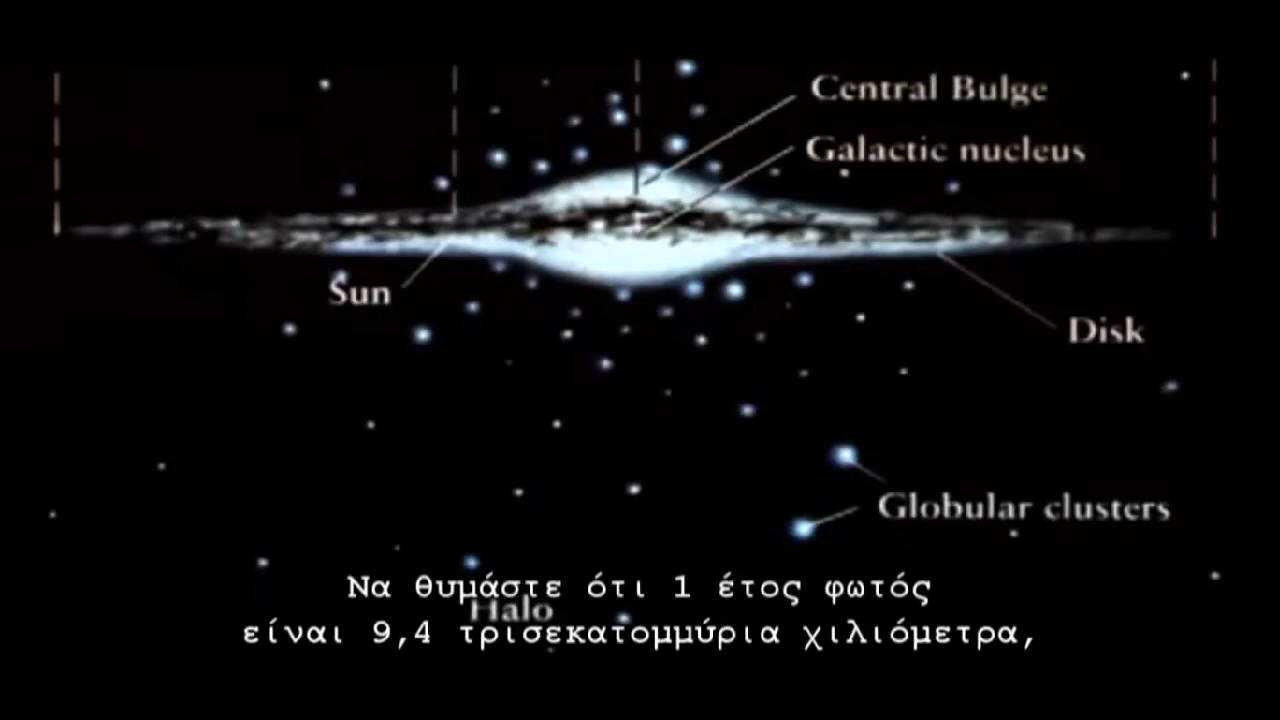 Central Bulge
Galactic nucleus
Sun
Disk
Globular clusters
Halo
Να θυμάστε ότι 1 έτος φωτός
είναι 9,4 τρισεκατομμύρια χιλιόμετρα,